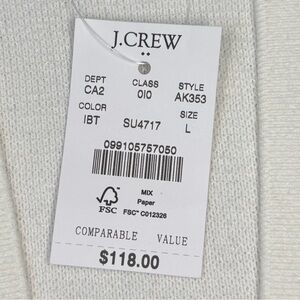 J.CREW
DEPT CLASS STYLE
CA2 010 AK353
COLOR SIZE
IBT SU4717 L
099105757050
FSC
MIX
Paper
FSC® C012326
COMPARABLE VALUE
$118.00